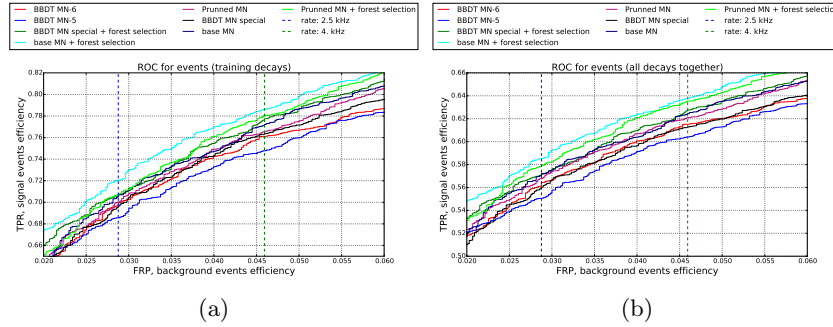 BBDT MN-6 Pruned MN Pruned MN + forest selection
BBDT MN-5 BBDT MN special rate: 2.5 kHz
BBDT MN special + forest selection base MN rate: 4. kHz
base MN + forest selection
ROC for events (training decays)
TPR, signal events efficiency
0.82
0.80
0.78
0.76
0.74
0.72
0.70
0.68
0.66
0.020 0.025 0.030 0.035 0.040 0.045 0.050 0.055 0.060
FRP, background events efficiency
(a)
BBDT MN-6 Pruned MN Pruned MN + forest selection
BBDT MN-5 BBDT MN special rate: 2.5 kHz
BBDT MN special + forest selection base MN rate: 4. kHz
base MN + forest selection
ROC for events (all decays together)
TPR, signal events efficiency
0.66
0.64
0.62
0.60
0.58
0.56
0.54
0.52
0.50
0.020 0.025 0.030 0.035 0.040 0.045 0.050 0.055 0.060
FRP, background events efficiency
(b)